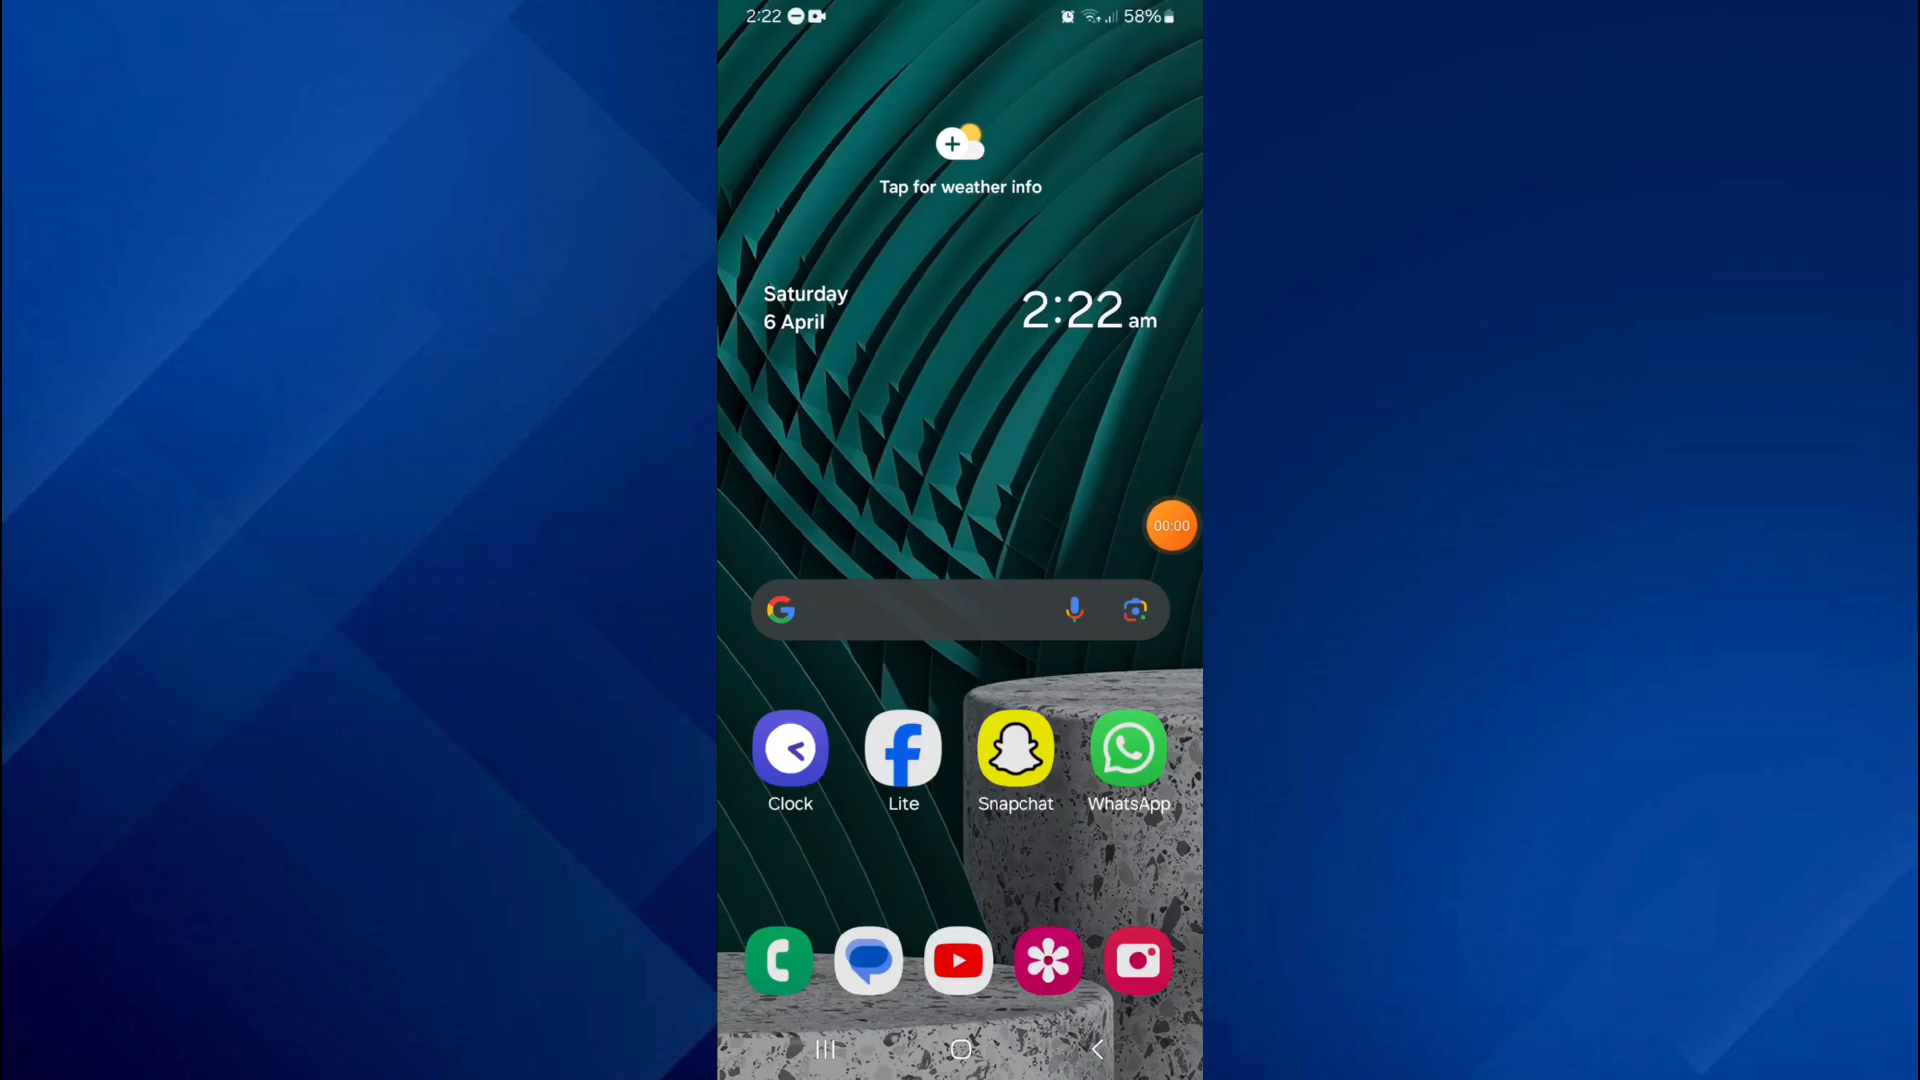 2:22
58%
Tap for weather info
Saturday
6 April
2:22 am
00:00
Clock
Lite
Snapchat
WhatsApp